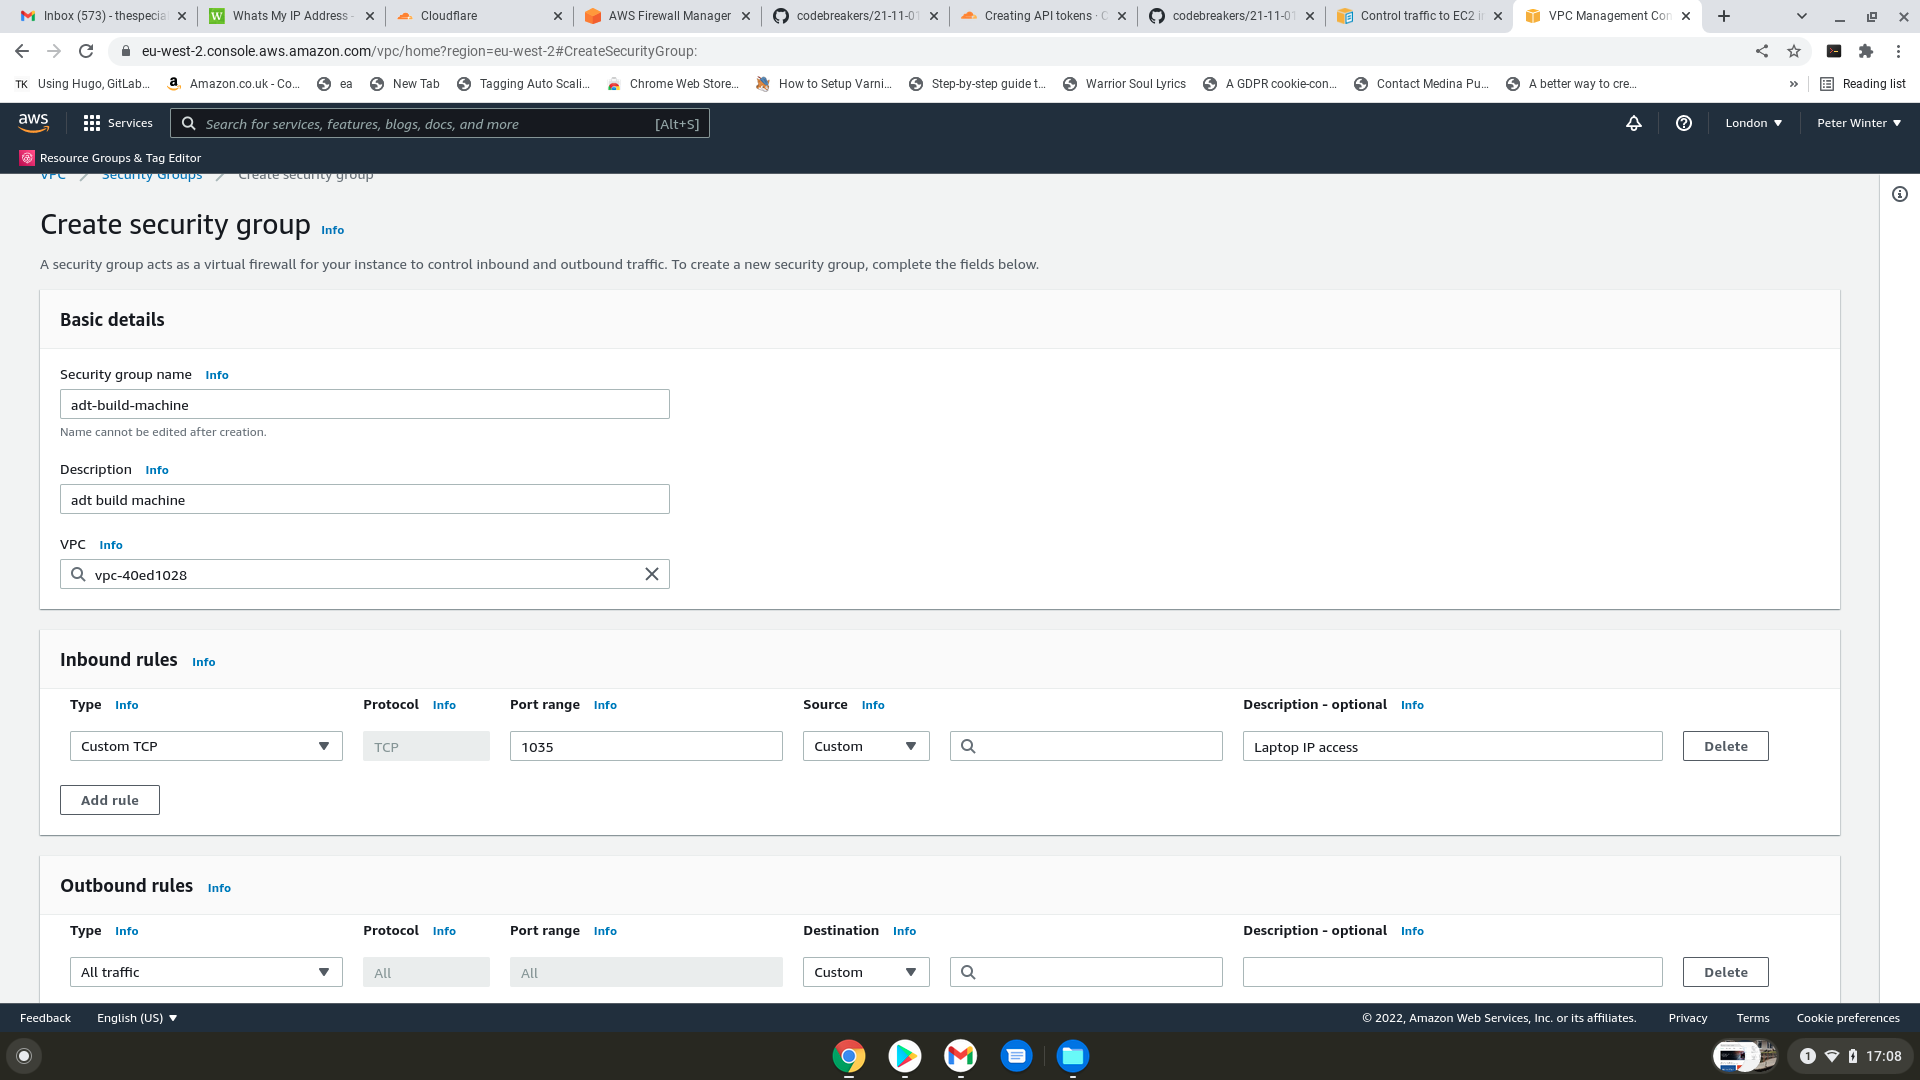 Inbox (573) - thespecia
Whats My IP Address -
Cloudflare
AWS Firewall Manager
codebreakers/21-11-01
Creating API tokens · C
codebreakers/21-11-01
Control traffic to EC2 in
VPC Management Con
eu-west-2.console.aws.amazon.com/vpc/home?region=eu-west-2#CreateSecurityGroup:
TK Using Hugo, GitLab...
a Amazon.co.uk - Co...
ea
New Tab
Tagging Auto Scali...
Chrome Web Store...
How to Setup Varni...
Step-by-step guide t...
Warrior Soul Lyrics
A GDPR cookie-con...
Contact Medina Pu...
A better way to cre...
»
Reading list
aws
Services
Search for services, features, blogs, docs, and more [Alt+S]
London
Peter Winter
Resource Groups & Tag Editor
VPC / Security Groups / Create security group
Create security group Info
A security group acts as a virtual firewall for your instance to control inbound and outbound traffic. To create a new security group, complete the fields below.
Basic details
Security group name Info
adt-build-machine
Name cannot be edited after creation.
Description Info
adt build machine
VPC Info
vpc-40ed1028
Inbound rules Info
Type Info Protocol Info Port range Info Source Info Description - optional Info
Custom TCP TCP 1035 Custom Laptop IP access Delete
Add rule
Outbound rules Info
Type Info Protocol Info Port range Info Destination Info Description - optional Info
All traffic All All Custom Delete
Feedback English (US) © 2022, Amazon Web Services, Inc. or its affiliates. Privacy Terms Cookie preferences
1 17:08